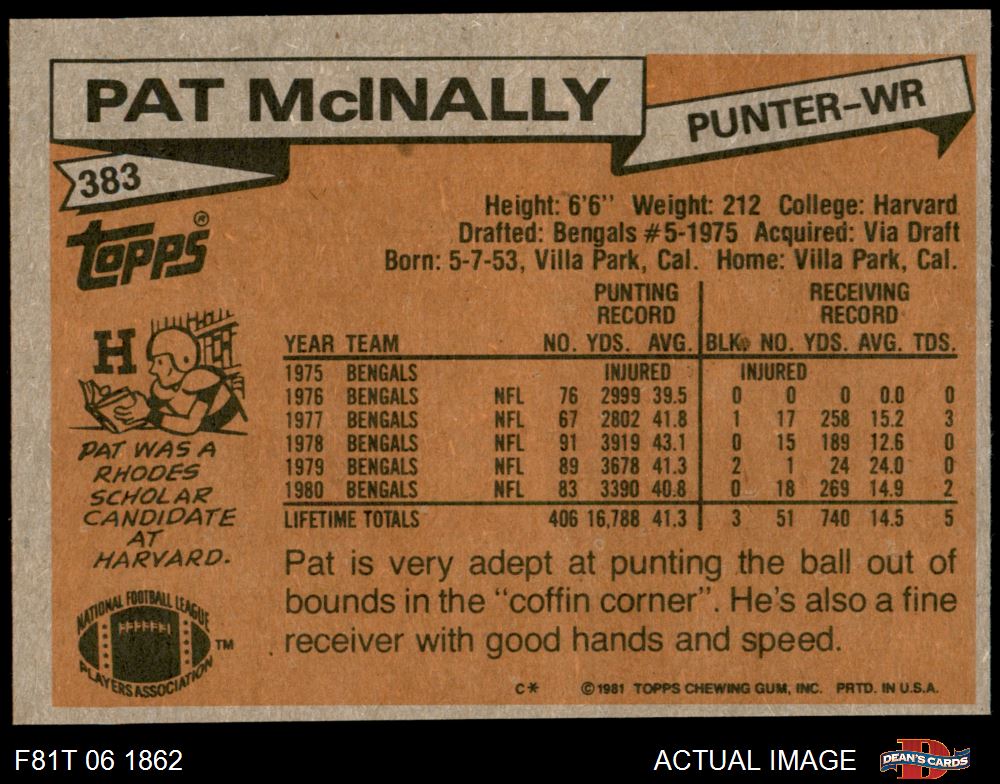 PAT McINALLY
PUNTER-WR
383
TOPPS®
Height: 6'6'' Weight: 212 College: Harvard
Drafted: Bengals #5-1975 Acquired: Via Draft
Born: 5-7-53, Villa Park, Cal. Home: Villa Park, Cal.
PUNTING RECORD RECEIVING RECORD
YEAR TEAM NO. YDS. AVG. BLK. NO. YDS. AVG. TDS.
1975 BENGALS INJURED INJURED
1976 BENGALS NFL 76 2999 39.5 0 0 0 0.0 0
1977 BENGALS NFL 67 2802 41.8 1 17 258 15.2 3
1978 BENGALS NFL 91 3919 43.1 0 15 189 12.6 0
1979 BENGALS NFL 89 3678 41.3 2 1 24 24.0 0
1980 BENGALS NFL 83 3390 40.8 0 18 269 14.9 2
LIFETIME TOTALS 406 16,788 41.3 3 51 740 14.5 5
H
PAT WAS A
RHODES
SCHOLAR
CANDIDATE
AT
HARVARD.
Pat is very adept at punting the ball out of
bounds in the "coffin corner". He's also a fine
receiver with good hands and speed.
NATIONAL FOOTBALL LEAGUE
PLAYERS ASSOCIATION
TM
C* ©1981 TOPPS CHEWING GUM, INC. PRTD. IN U.S.A.
F81T 06 1862
ACTUAL IMAGE
D
DEAN'S CARDS